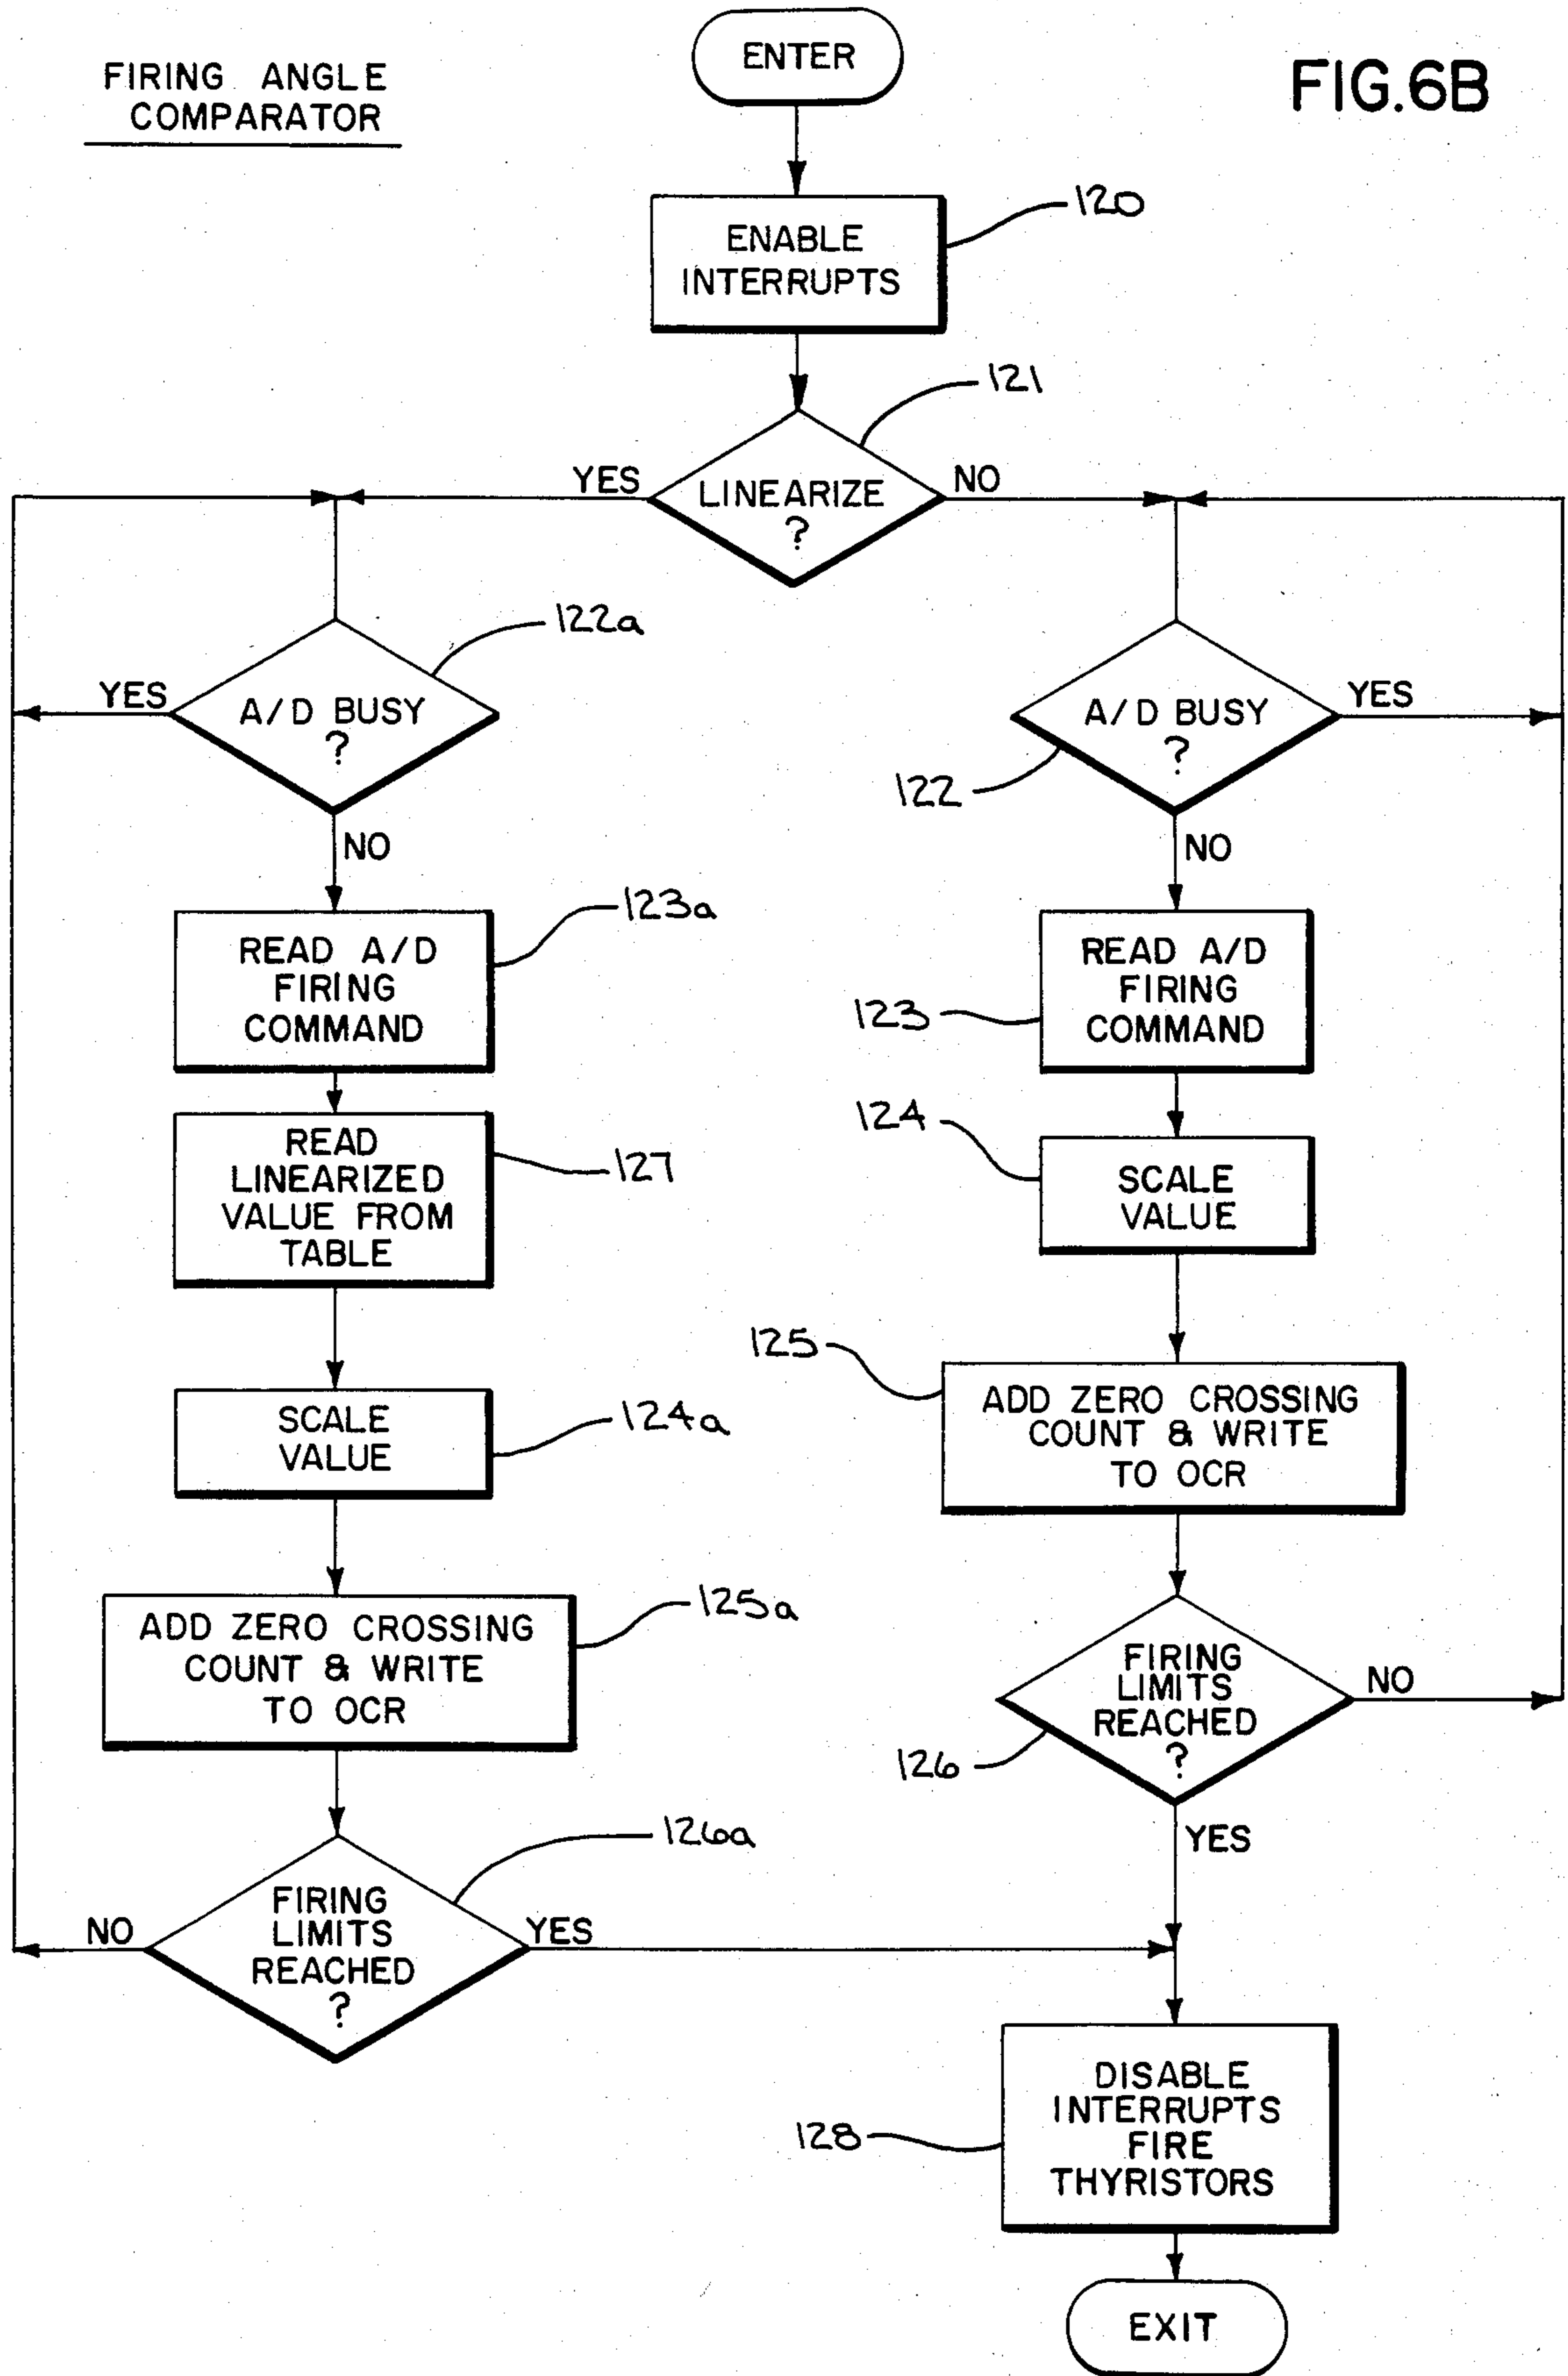 FIRING ANGLE
COMPARATOR
FIG.6B
ENTER
120
ENABLE
INTERRUPTS
121
YES
LINEARIZE
?
NO
122a
YES
A/D BUSY
?
NO
A/D BUSY
?
YES
122
NO
123a
READ A/D
FIRING
COMMAND
READ A/D
FIRING
COMMAND
123
READ
LINEARIZED
VALUE FROM
TABLE
127
124
SCALE
VALUE
SCALE
VALUE
124a
125
ADD ZERO CROSSING
COUNT & WRITE
TO OCR
ADD ZERO CROSSING
COUNT & WRITE
TO OCR
125a
FIRING
LIMITS
REACHED
?
NO
126
YES
126a
FIRING
LIMITS
REACHED
?
NO
YES
DISABLE
INTERRUPTS
FIRE
THYRISTORS
128
EXIT